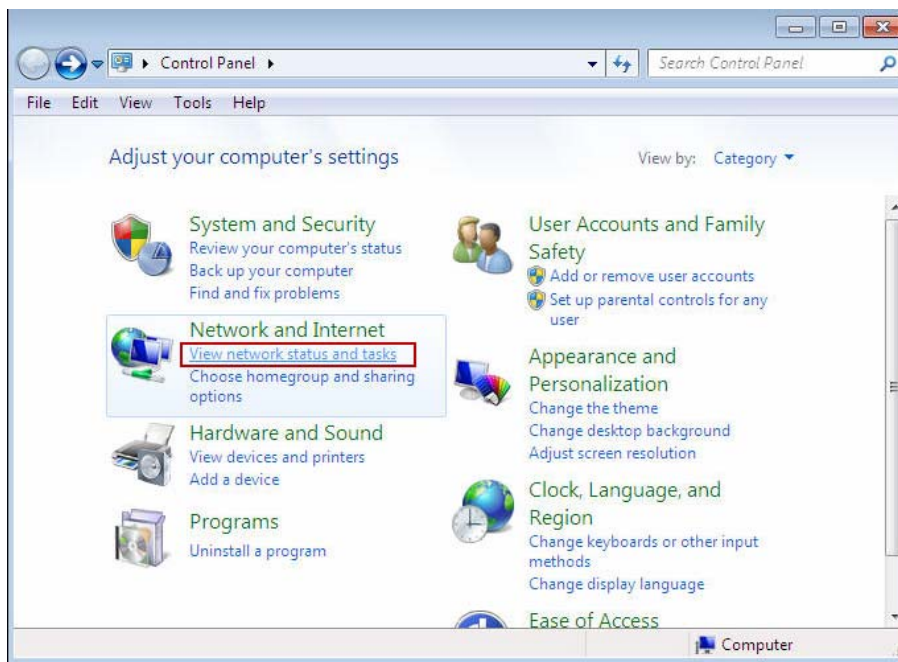 Control Panel
Search Control Panel
File Edit View Tools Help
Adjust your computer's settings
View by: Category
System and Security
Review your computer's status
Back up your computer
Find and fix problems
Network and Internet
View network status and tasks
Choose homegroup and sharing
options
Hardware and Sound
View devices and printers
Add a device
Programs
Uninstall a program
User Accounts and Family
Safety
Add or remove user accounts
Set up parental controls for any
user
Appearance and
Personalization
Change the theme
Change desktop background
Adjust screen resolution
Clock, Language, and
Region
Change keyboards or other input
methods
Change display language
Ease of Access
Computer